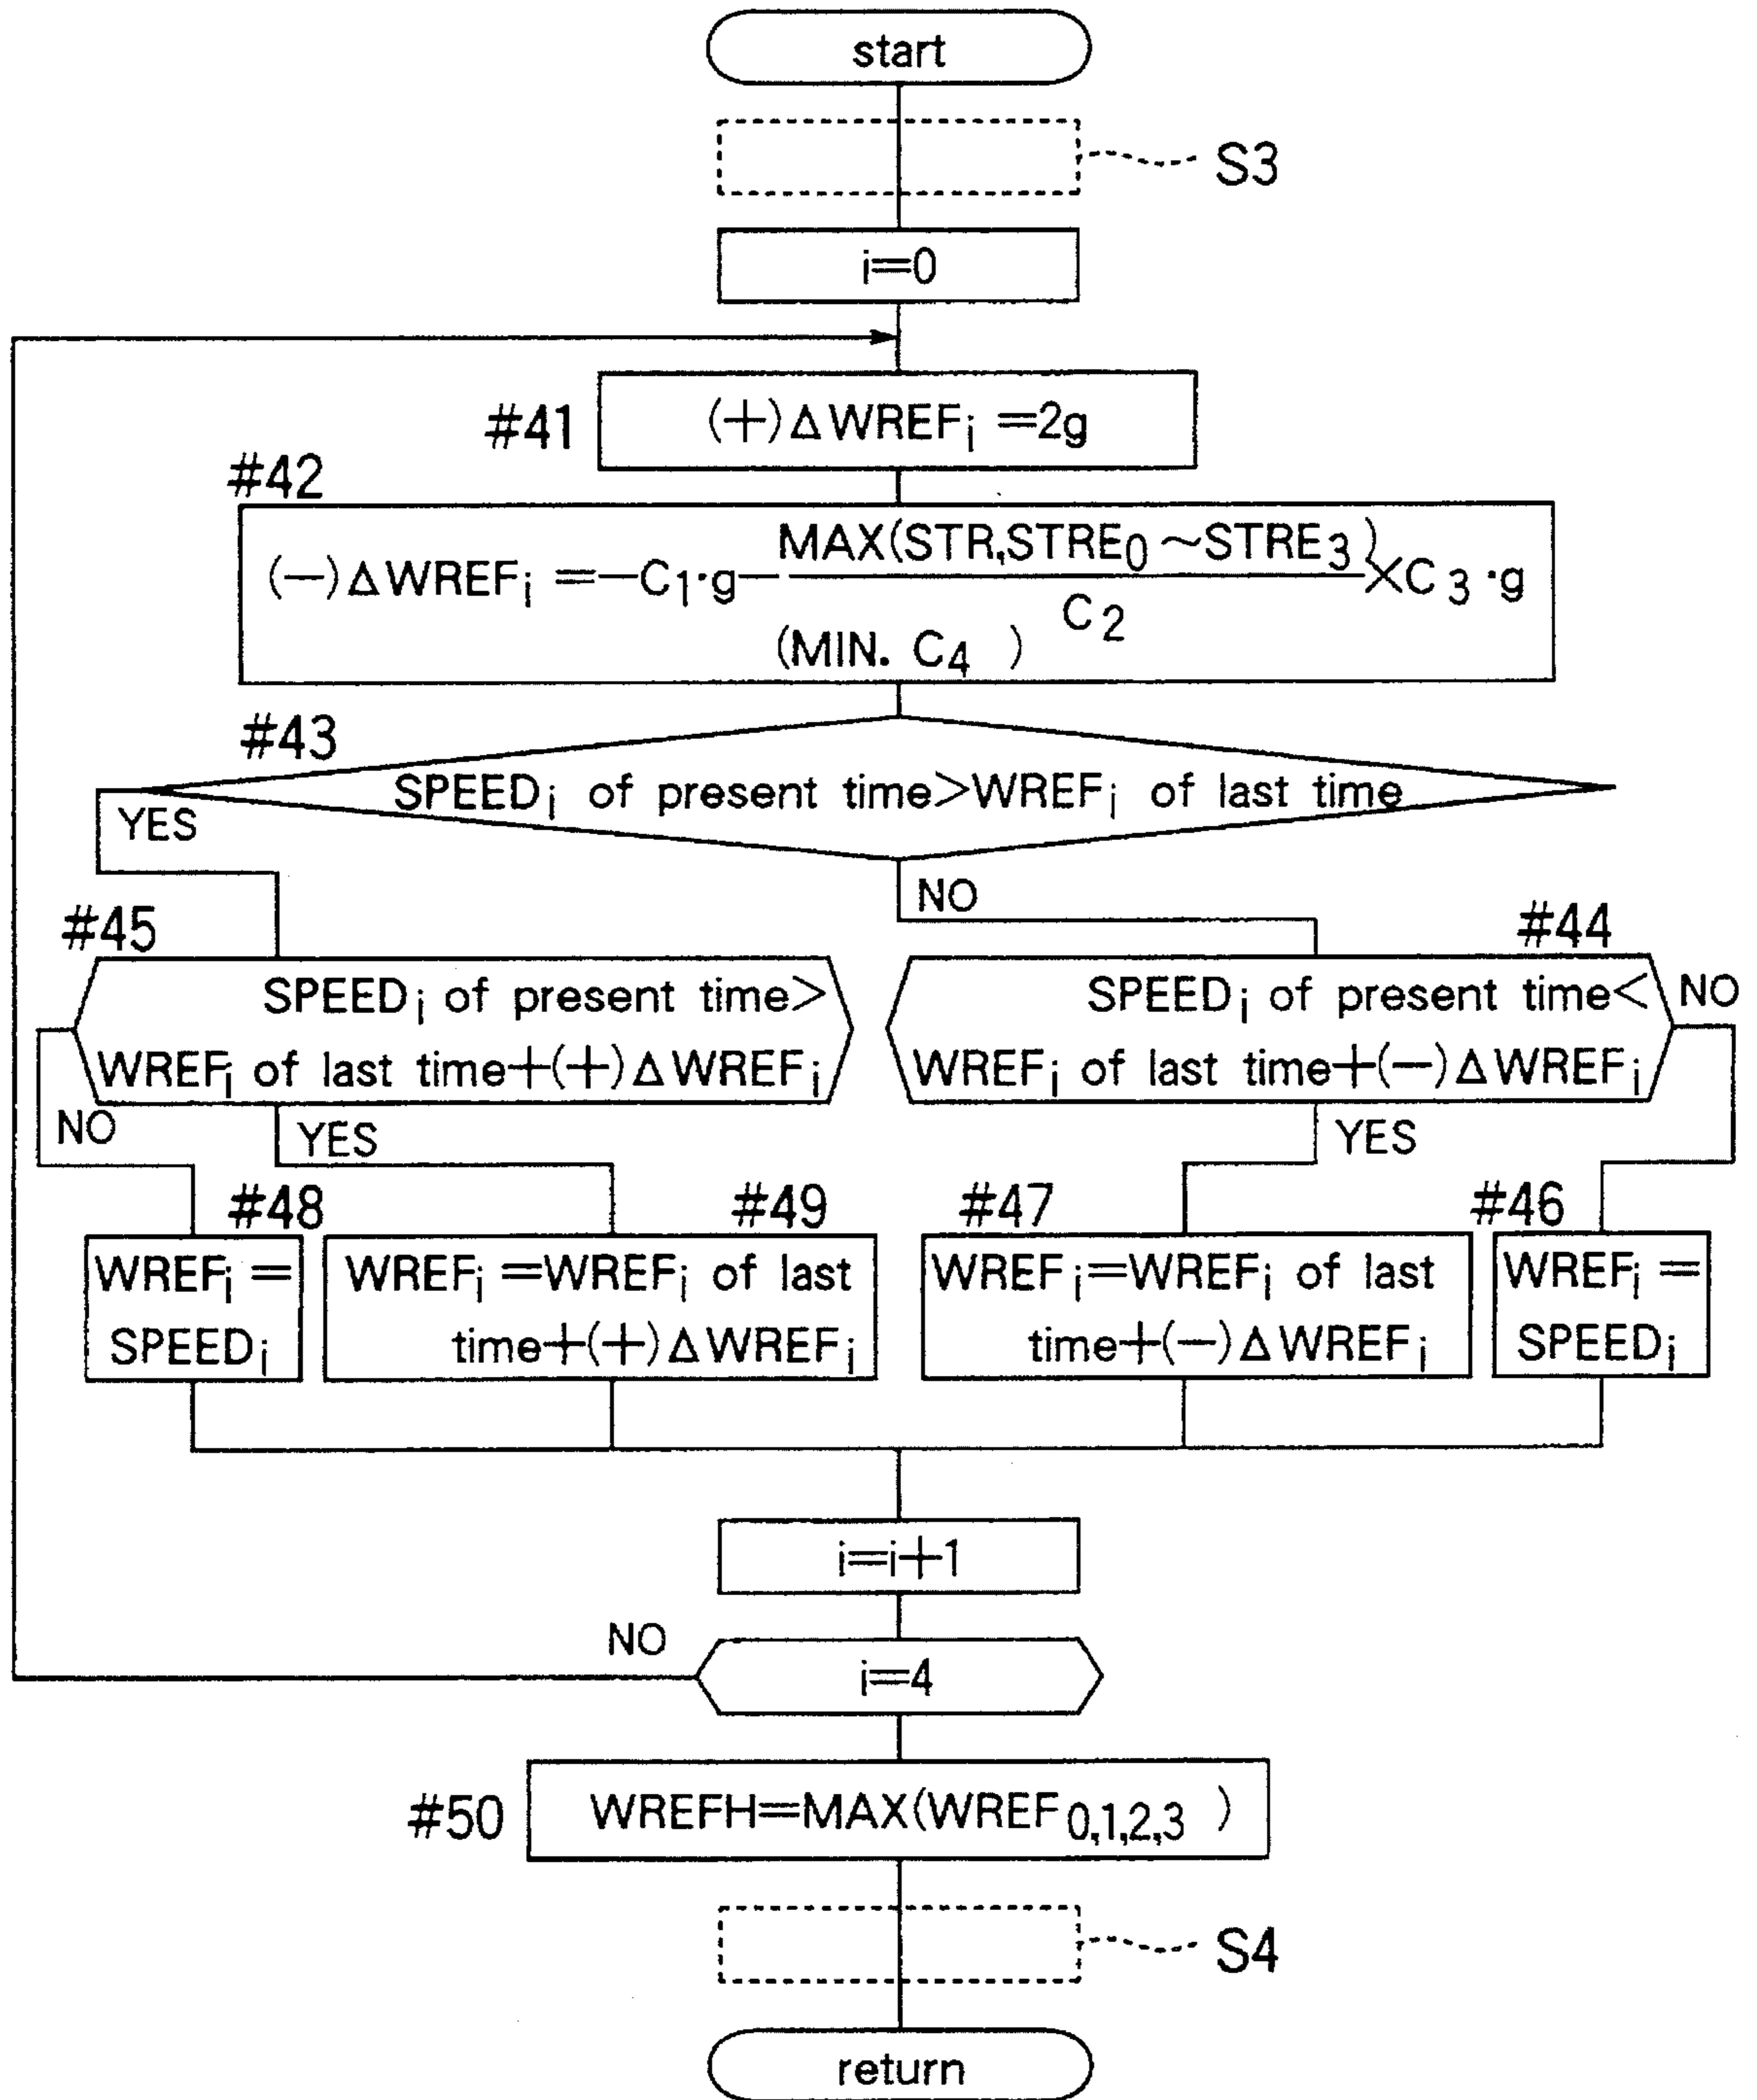 start
S3
i=0
#41
(+)ΔWREFi =2g
#42
MAX(STR,STRE0 ~STRE3)
(−)ΔWREFi =−C1·g− ×C3·g
C2
(MIN. C4 )
#43
SPEEDi of present time>WREFi of last time
YES
NO
#45
#44
SPEEDi of present time>
WREFi of last time+(+)ΔWREFi
SPEEDi of present time<
WREFi of last time+(−)ΔWREFi
NO
NO
YES
YES
#48
#49
#47
#46
WREFi =
SPEEDi
WREFi =WREFi of last
time+(+)ΔWREFi
WREFi=WREFi of last
time+(−)ΔWREFi
WREFi =
SPEEDi
i=i+1
NO
i=4
#50
WREFH=MAX(WREF0,1,2,3 )
S4
return